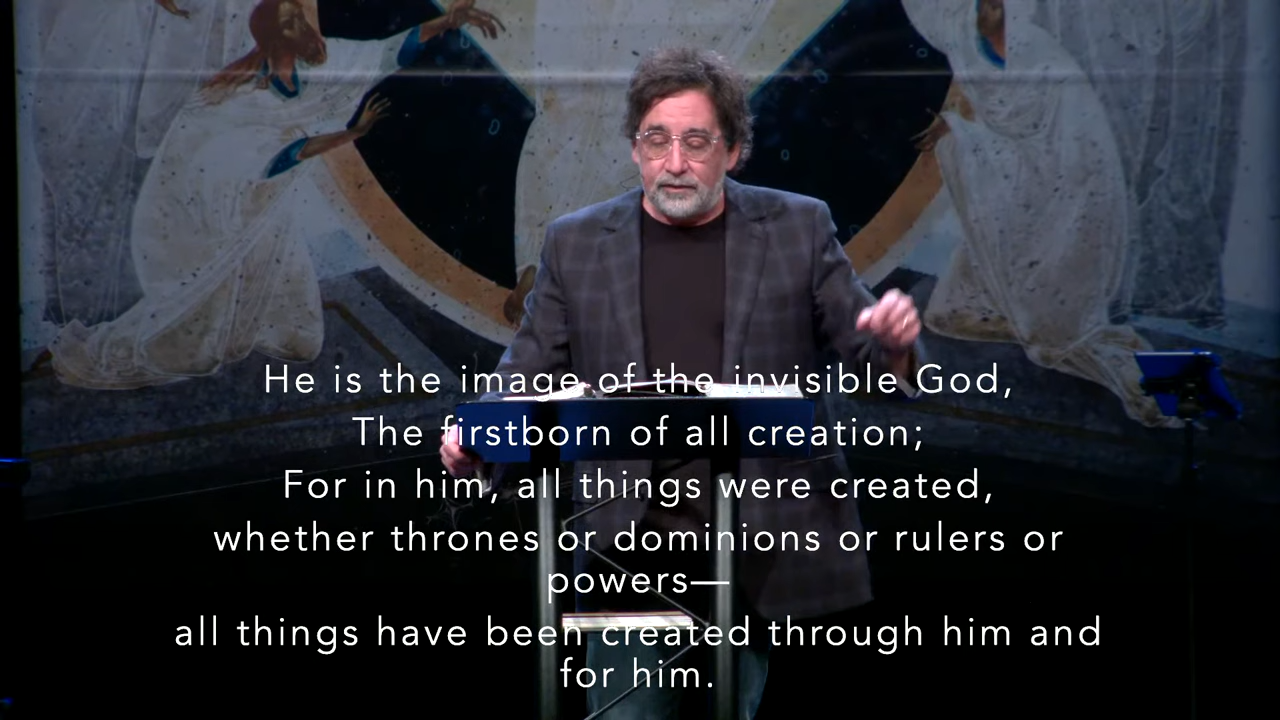 He is the image of the invisible God,
The firstborn of all creation;
For in him, all things were created,
whether thrones or dominions or rulers or
powers—
all things have been created through him and
for him.